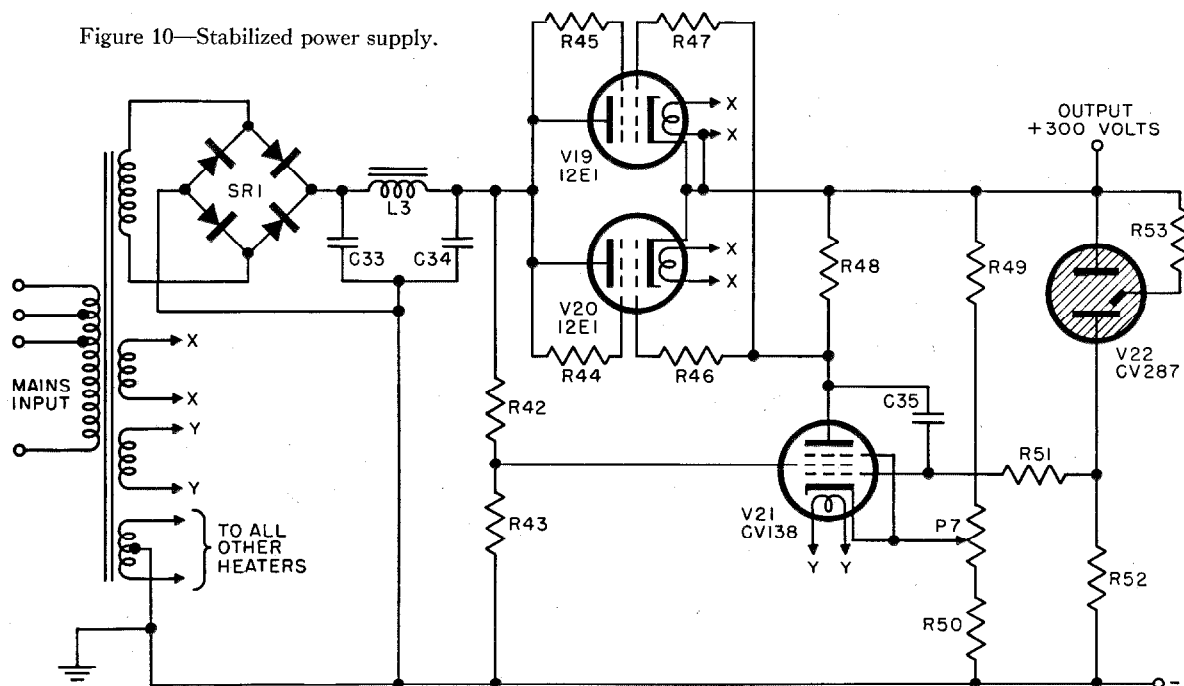 Figure 10—Stabilized power supply.
R45
R47
X
X
V19
12E1
OUTPUT
+300 VOLTS
SR1
L3
C33
C34
R53
R48
R49
X
X
V20
12E1
V22
CV287
MAINS
INPUT
X
X
Y
Y
R44
R46
R42
C35
R51
R43
V21
CV138
P7
Y
Y
TO ALL
OTHER
HEATERS
R52
R50
-